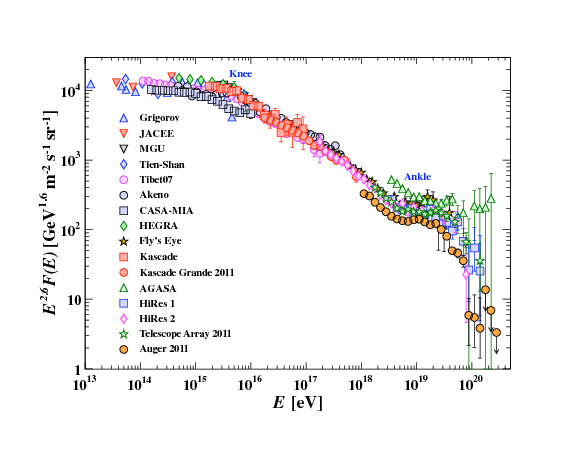 Knee
10^4
Grigorov
JACEE
MGU
10^3
Tien-Shan
Ankle
Tibet07
Akeno
CASA-MIA
HEGRA
10^2
Fly's Eye
Kascade
Kascade Grande 2011
AGASA
10
HiRes 1
HiRes 2
Telescope Array 2011
Auger 2011
1
10^13 10^14 10^15 10^16 10^17 10^18 10^19 10^20
E [eV]
E^2.6 F(E) [GeV^1.6 m^-2 s^-1 sr^-1]